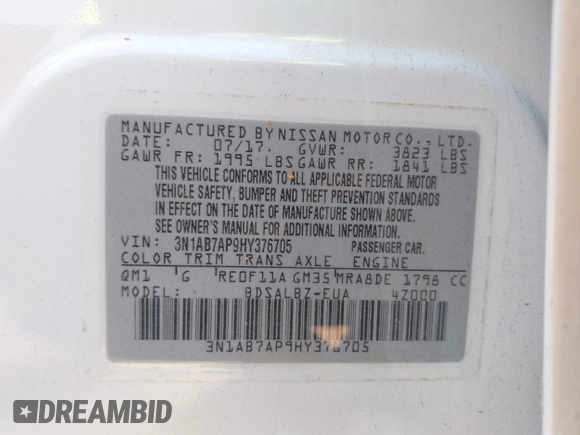 MANUFACTURED BY NISSAN MOTOR CO., LTD.
DATE: 07/17. GVWR: 3823 LBS
GAWR FR: 1995 LBS GAWR RR: 1841 LBS
THIS VEHICLE CONFORMS TO ALL APPLICABLE FEDERAL MOTOR
VEHICLE SAFETY, BUMPER AND THEFT PREVENTION STANDARDS
IN EFFECT ON THE DATE OF MANUFACTURE SHOWN ABOVE.
SEE OWNER'S MANUAL FOR ADDITIONAL INFORMATION
VIN: 3N1AB7AP9HY376705 PASSENGER CAR.
COLOR TRIM TRANS AXLE ENGINE
QM1 G RE0F11A GM35 MRA8DE 1798 CC
MODEL: BDSALBZ-EUA 4Z000
3N1AB7AP9HY376705
DREAMBID